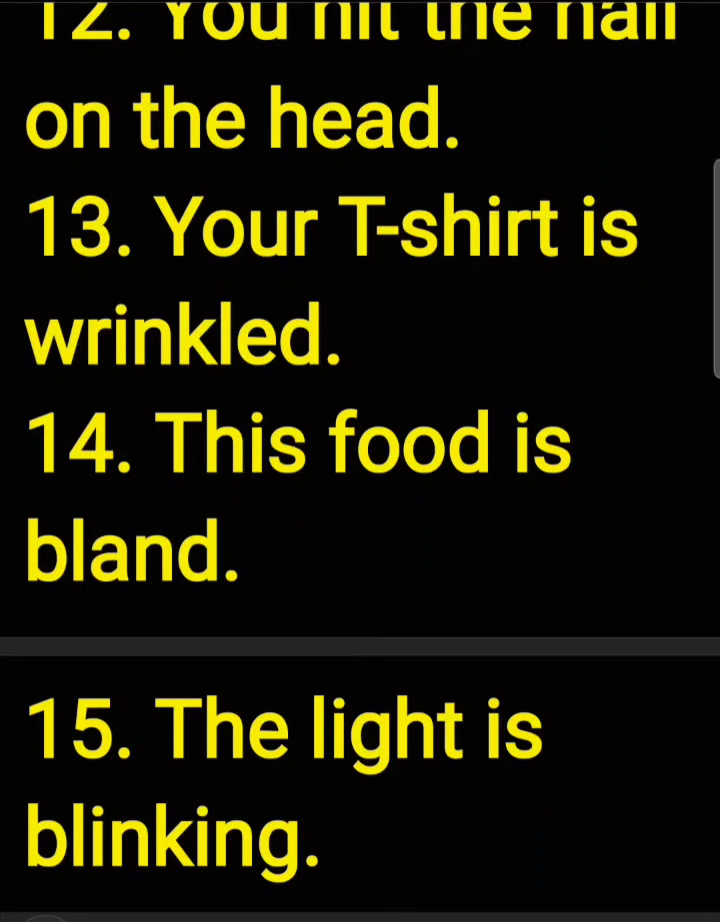 12. You hit the nail
on the head.
13. Your T-shirt is
wrinkled.
14. This food is
bland.
15. The light is
blinking.